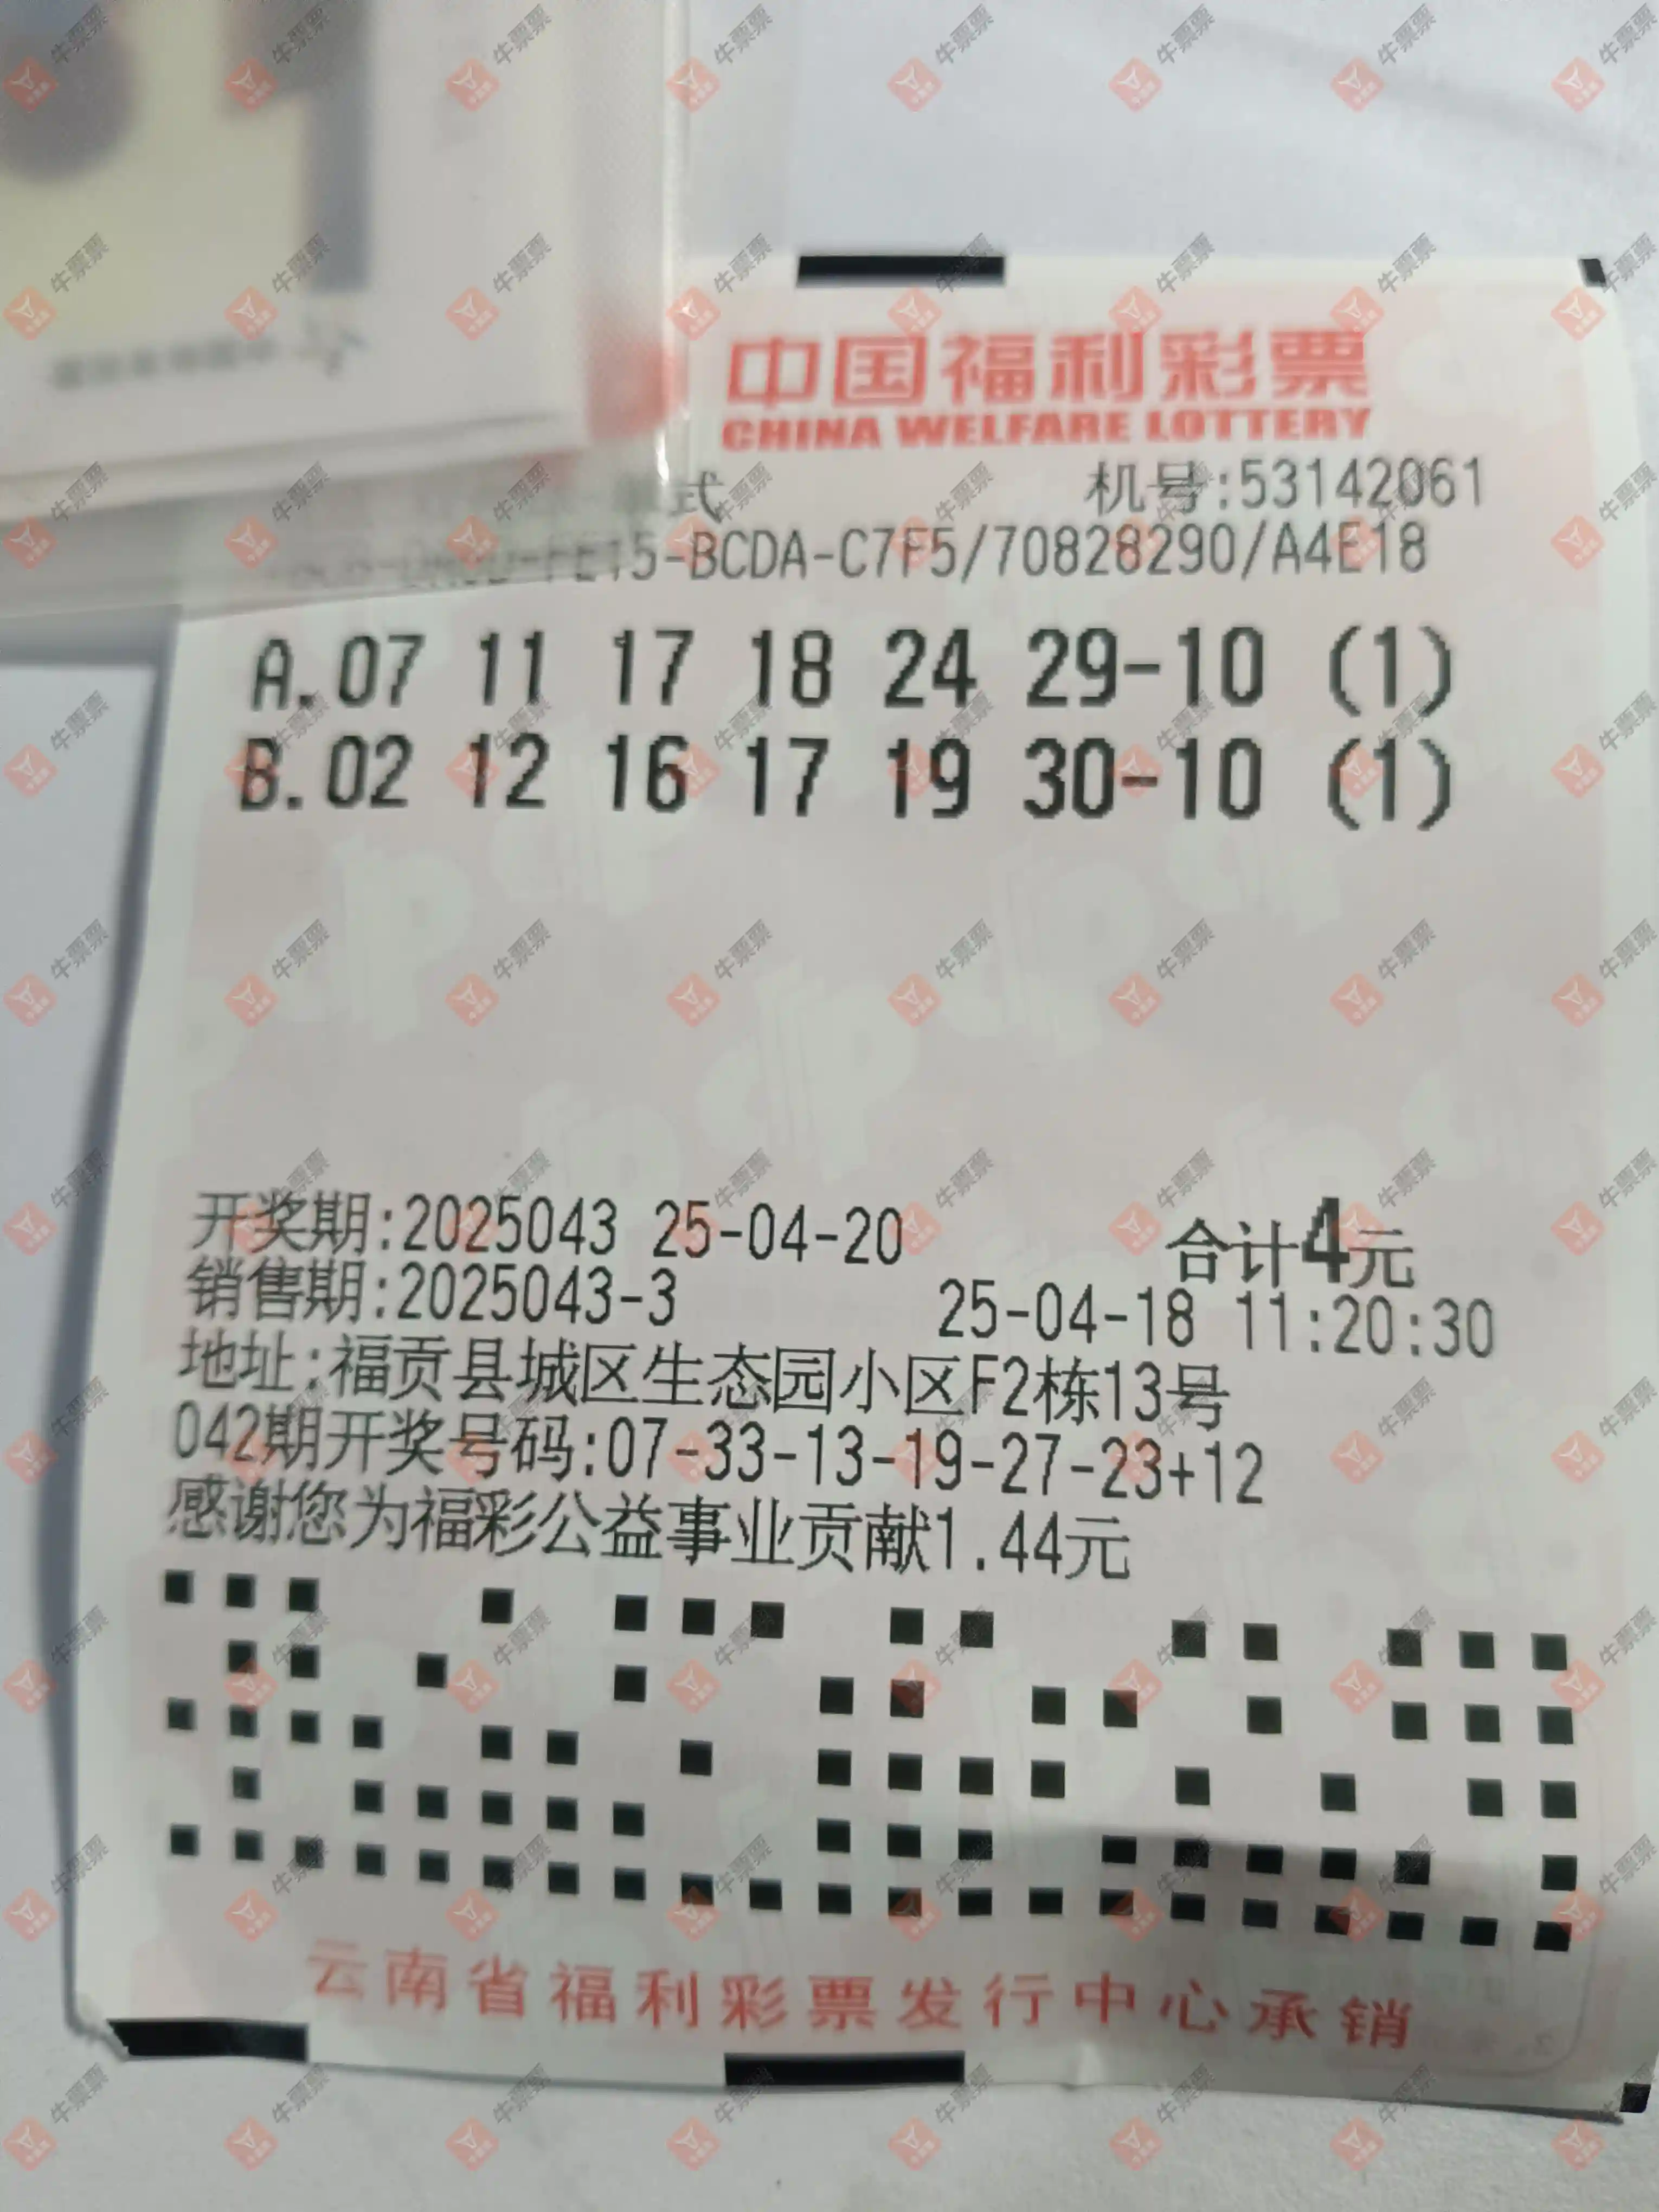 中国福利彩票
CHINA WELFARE LOTTERY
式 机号:53142061
5-BCDA-C7F5/70828290/A4E18
A.07 11 17 18 24 29-10 (1)
B.02 12 16 17 19 30-10 (1)
开奖期:2025043 25-04-20 合计4元
销售期:2025043-3 25-04-18 11:20:30
地址:福贡县城区生态园小区F2栋13号
042期开奖号码:07-33-13-19-27-23+12
感谢您为福彩公益事业贡献1.44元
云南省福利彩票发行中心承销
牛票票